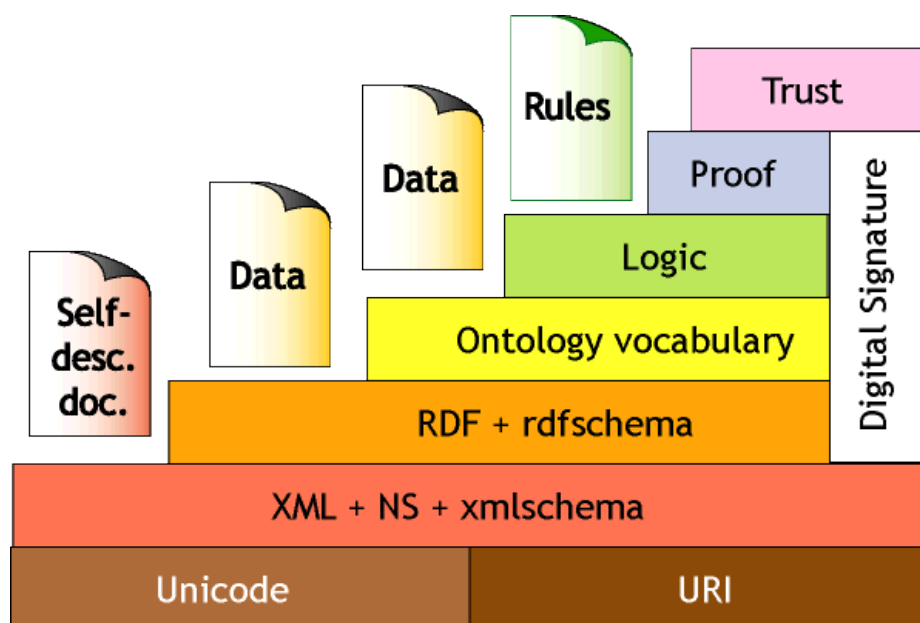 Trust
Rules
Proof
Data
Logic
Data
Digital Signature
Self-
desc.
doc.
Ontology vocabulary
RDF + rdfschema
XML + NS + xmlschema
Unicode
URI